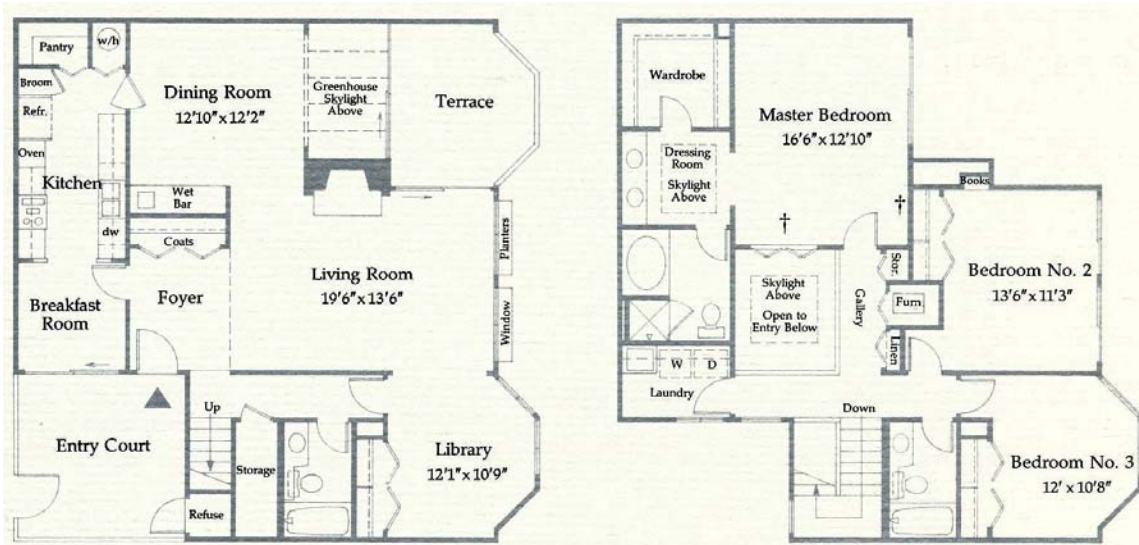 Pantry
w/h
Broom
Refr.
Oven
Kitchen
dw
Dining Room
12'10" x 12'2"
Greenhouse
Skylight
Above
Terrace
Wet
Bar
Coats
Foyer
Breakfast
Room
Living Room
19'6" x 13'6"
Planters
Window
Entry Court
Up
Storage
Refuse
Library
12'1" x 10'9"
Wardrobe
Master Bedroom
16'6" x 12'10"
Dressing
Room
Skylight
Above
†
†
Books
Bedroom No. 2
13'6" x 11'3"
Skylight
Above
Open to
Entry Below
Gallery
Stor.
Furn
Linen
W
D
Laundry
Down
Bedroom No. 3
12' x 10'8"